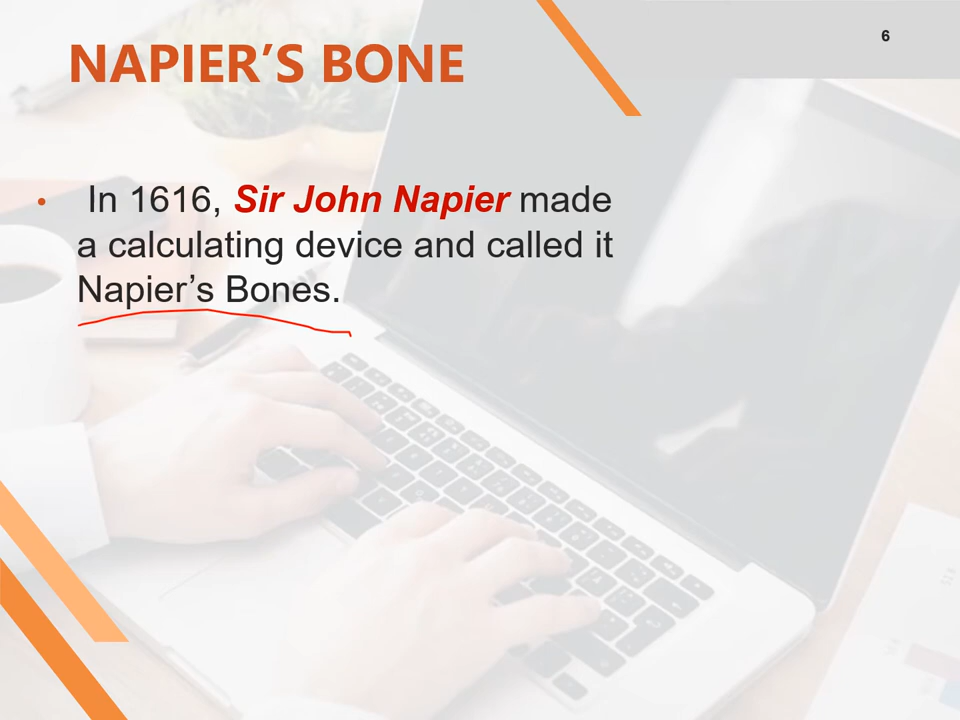 NAPIER’S BONE
6
• In 1616, Sir John Napier made
a calculating device and called it
Napier’s Bones.